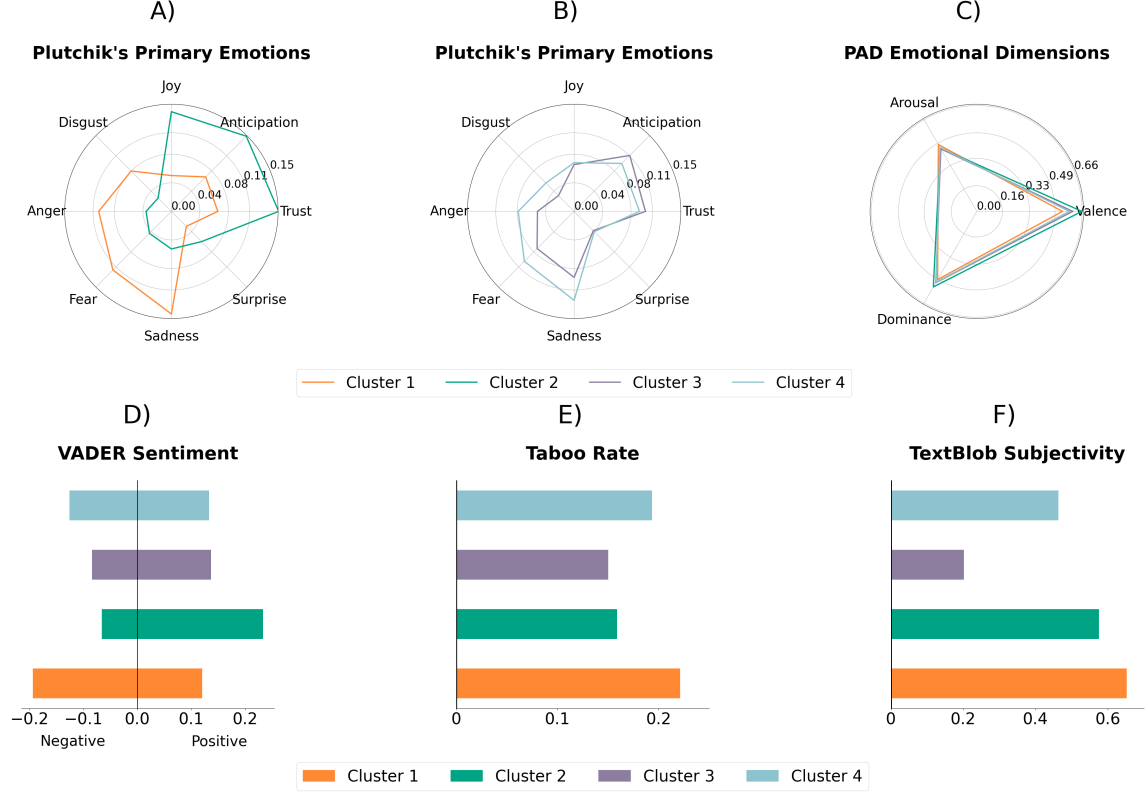 A)
B)
C)
Plutchik's Primary Emotions
Plutchik's Primary Emotions
PAD Emotional Dimensions
Joy
Disgust
Anticipation
Anger
Trust
Fear
Surprise
Sadness
0.00
0.04
0.08
0.11
0.15
Joy
Disgust
Anticipation
Anger
Trust
Fear
Surprise
Sadness
0.00
0.04
0.08
0.11
0.15
Arousal
Valence
Dominance
0.00
0.16
0.33
0.49
0.66
Cluster 1 Cluster 2 Cluster 3 Cluster 4
D)
E)
F)
VADER Sentiment
Taboo Rate
TextBlob Subjectivity
−0.2 −0.1 0.0 0.1 0.2
Negative Positive
0 0.1 0.2
0 0.2 0.4 0.6
Cluster 1 Cluster 2 Cluster 3 Cluster 4